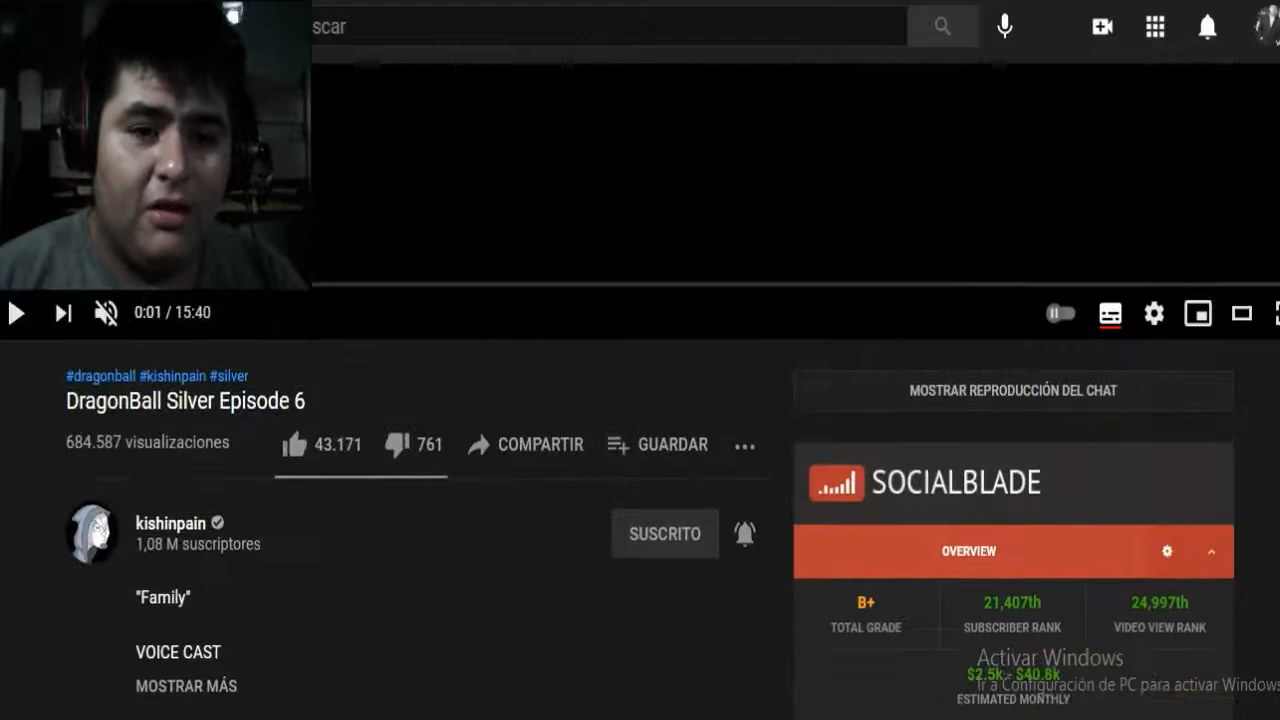 scar
0:01 / 15:40
#dragonball #kishinpain #silver
DragonBall Silver Episode 6
684.587 visualizaciones
43.171
761
COMPARTIR
GUARDAR
kishinpain
1,08 M suscriptores
SUSCRITO
"Family"
VOICE CAST
MOSTRAR MÁS
MOSTRAR REPRODUCCIÓN DEL CHAT
SOCIALBLADE
OVERVIEW
B+
21,407th
24,997th
TOTAL GRADE
SUBSCRIBER RANK
VIDEO VIEW RANK
Activar Windows
$2.5k - $40.8k
Ir a Configuración de PC para activar Windows
ESTIMATED MONTHLY